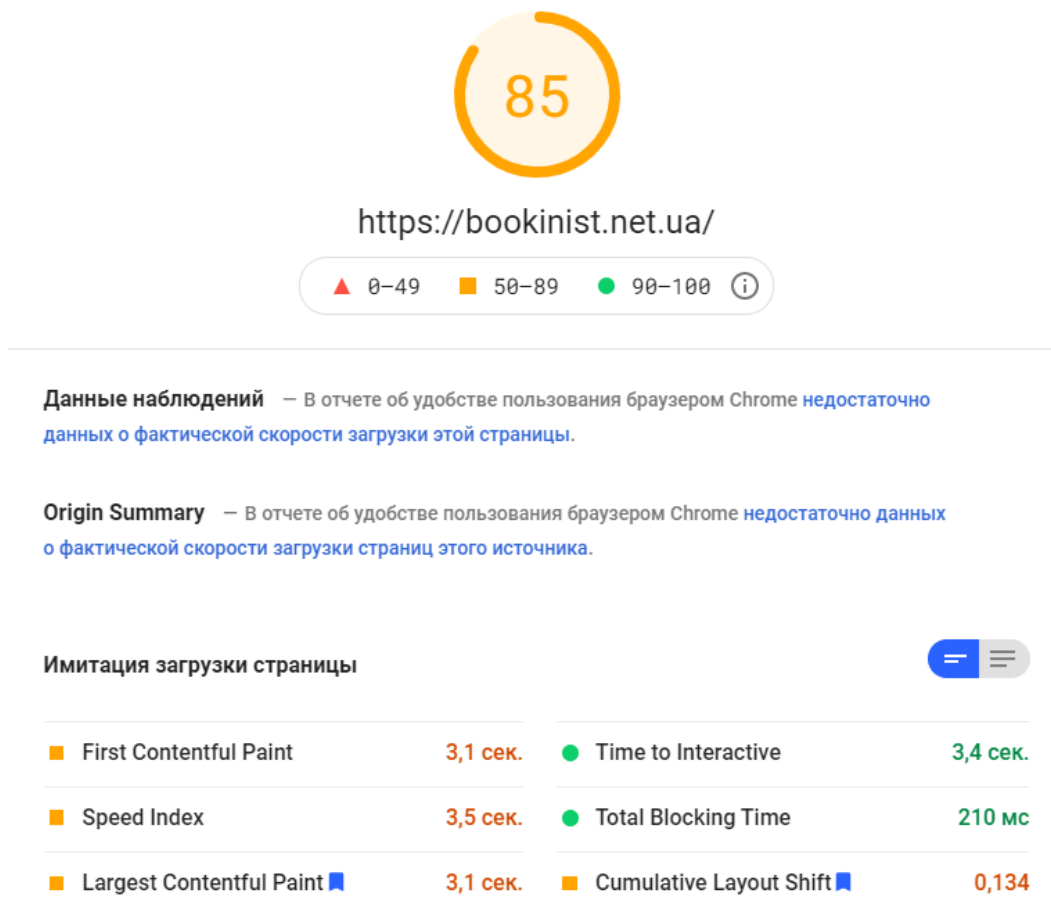 85
https://bookinist.net.ua/
0–49 50–89 90–100
Данные наблюдений — В отчете об удобстве пользования браузером Chrome недостаточно
данных о фактической скорости загрузки этой страницы.
Origin Summary — В отчете об удобстве пользования браузером Chrome недостаточно данных
о фактической скорости загрузки страниц этого источника.
Имитация загрузки страницы
First Contentful Paint 3,1 сек.
Time to Interactive 3,4 сек.
Speed Index 3,5 сек.
Total Blocking Time 210 мс
Largest Contentful Paint 3,1 сек.
Cumulative Layout Shift 0,134